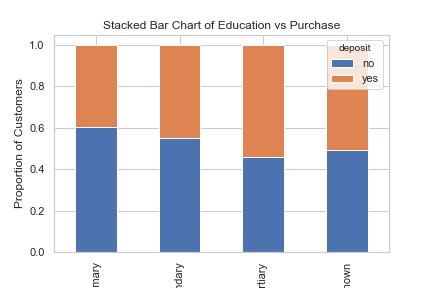 Stacked Bar Chart of Education vs Purchase
Proportion of Customers
1.0
0.8
0.6
0.4
0.2
0.0
deposit
no
yes
mary
ndary
rtiary
nown